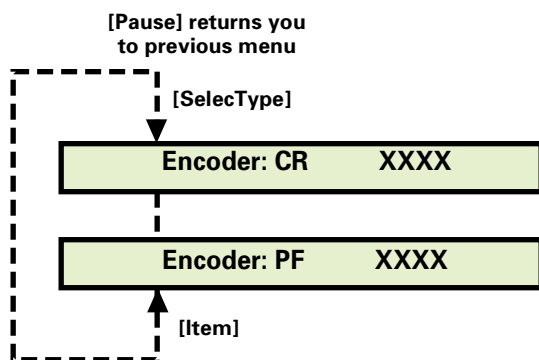 [Pause] returns you
to previous menu
[SelecType]
Encoder: CR XXXX
Encoder: PF XXXX
[Item]